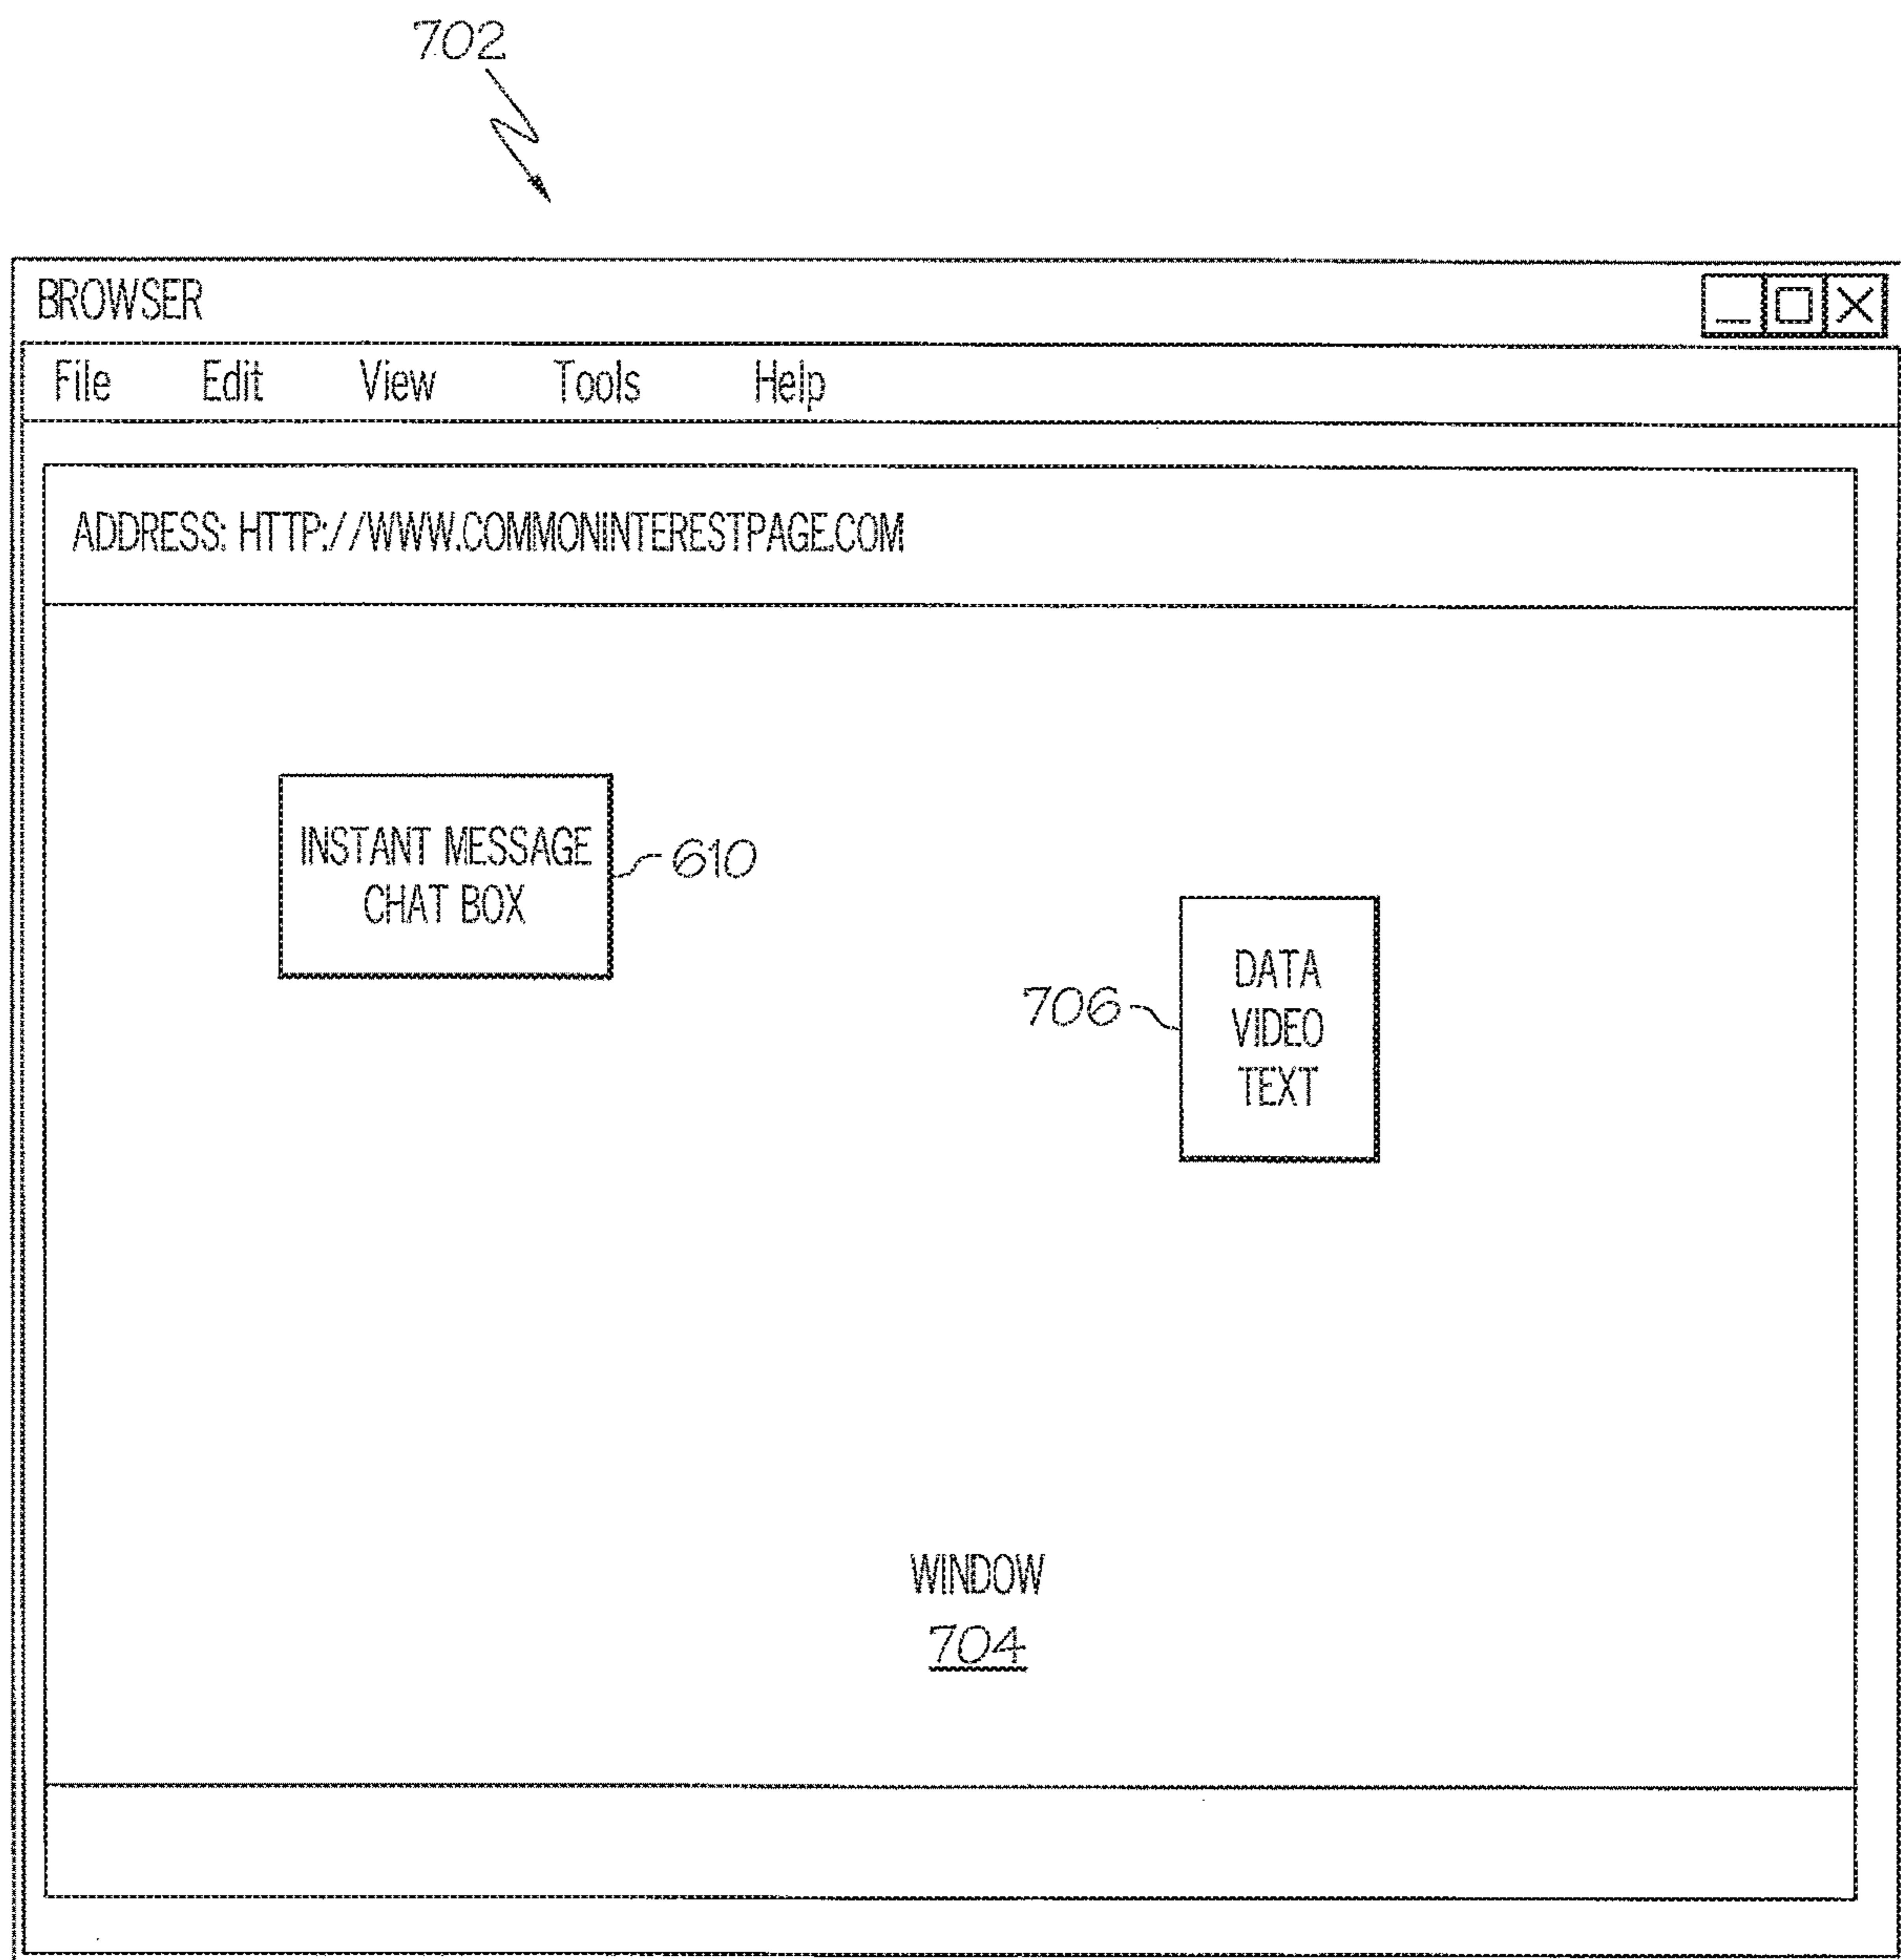 702
BROWSER
File Edit View Tools Help
ADDRESS: HTTP://WWW.COMMONINTERESTPAGE.COM
INSTANT MESSAGE
CHAT BOX
610
706
DATA
VIDEO
TEXT
WINDOW
704